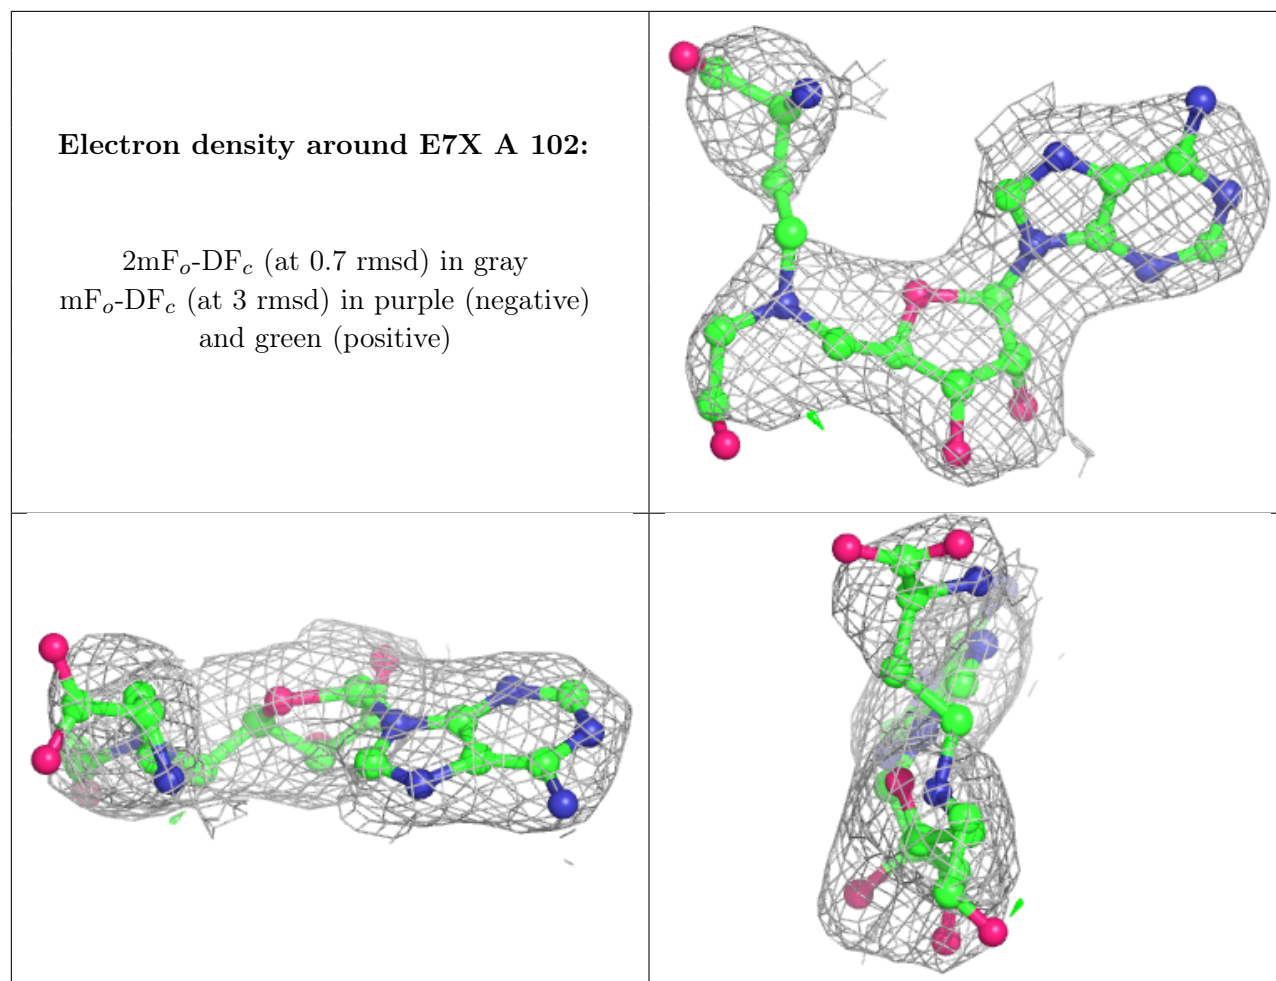 Electron density around E7X A 102:
2mFo-DFc (at 0.7 rmsd) in gray
mFo-DFc (at 3 rmsd) in purple (negative)
and green (positive)